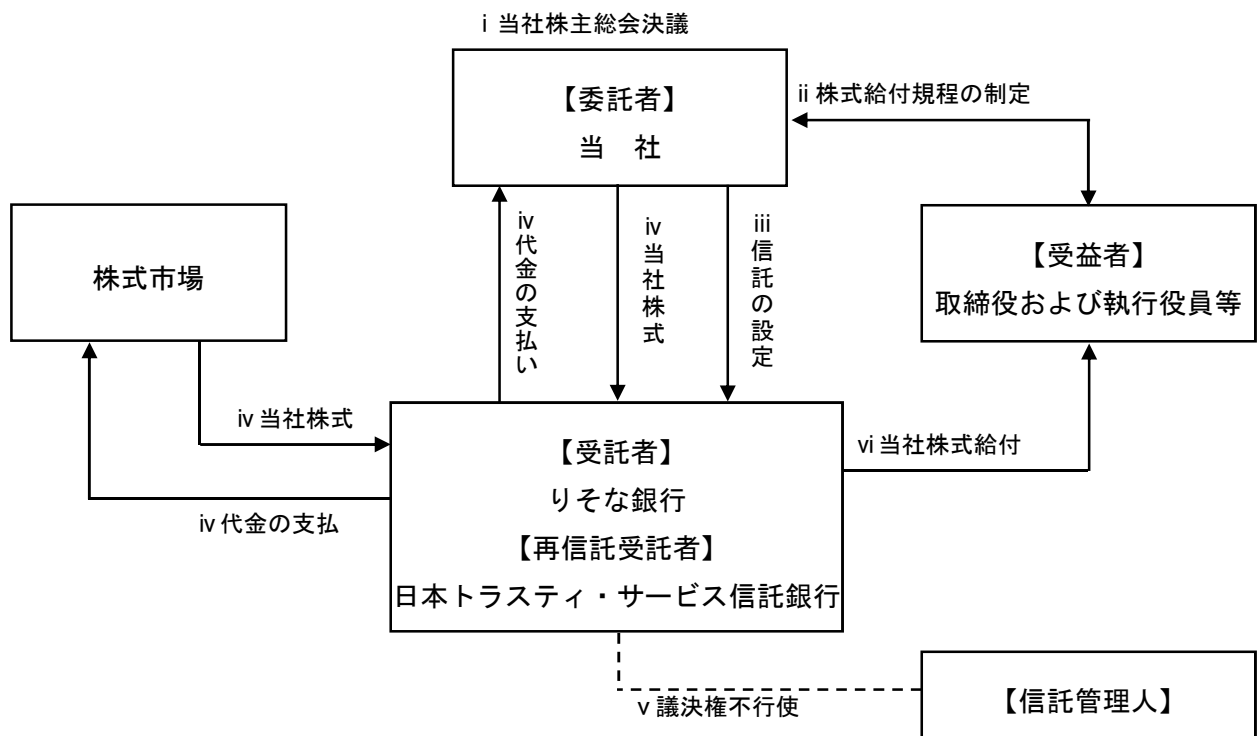 i 当社株主総会決議
【委託者】
当　社
ii 株式給付規程の制定
株式市場
iv 代金の支払い
iv 当社株式
iii 信託の設定
【受益者】
取締役および執行役員等
iv 当社株式
iv 代金の支払
【受託者】
りそな銀行
【再信託受託者】
日本トラスティ・サービス信託銀行
vi 当社株式給付
v 議決権不行使
【信託管理人】